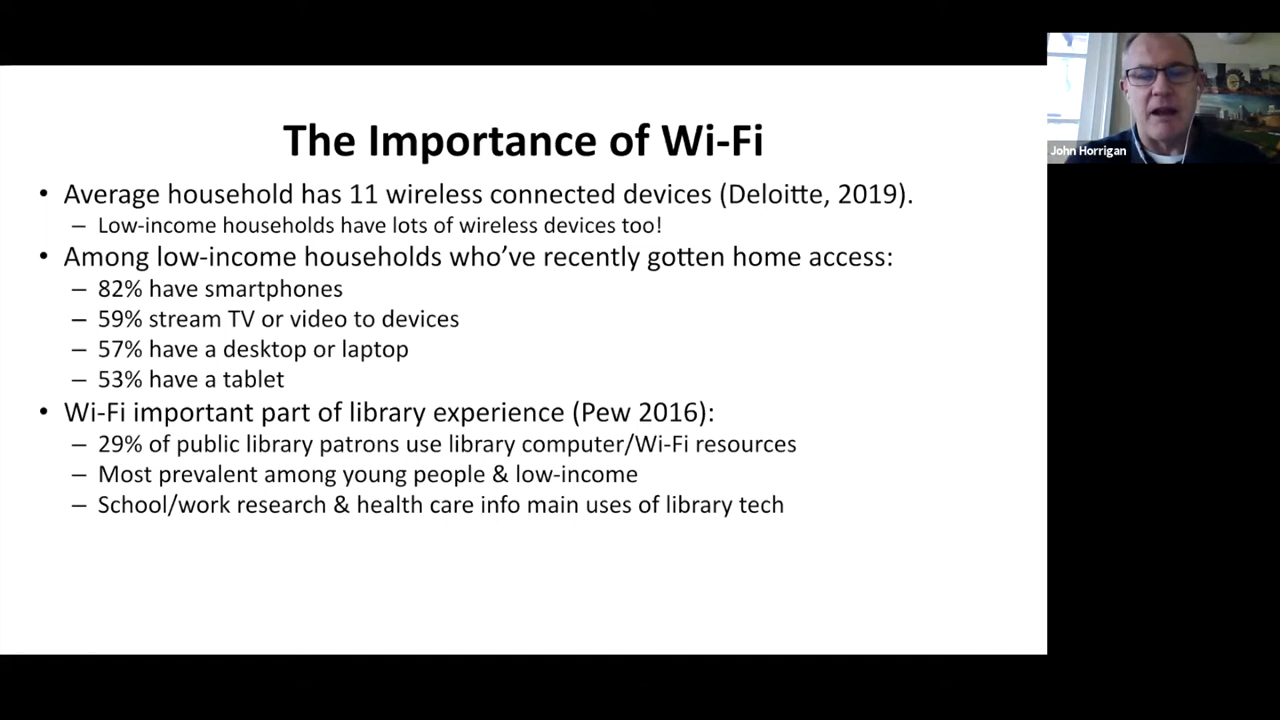 The Importance of Wi-Fi
• Average household has 11 wireless connected devices (Deloitte, 2019).
– Low-income households have lots of wireless devices too!
• Among low-income households who’ve recently gotten home access:
– 82% have smartphones
– 59% stream TV or video to devices
– 57% have a desktop or laptop
– 53% have a tablet
• Wi-Fi important part of library experience (Pew 2016):
– 29% of public library patrons use library computer/Wi-Fi resources
– Most prevalent among young people & low-income
– School/work research & health care info main uses of library tech
John Horrigan